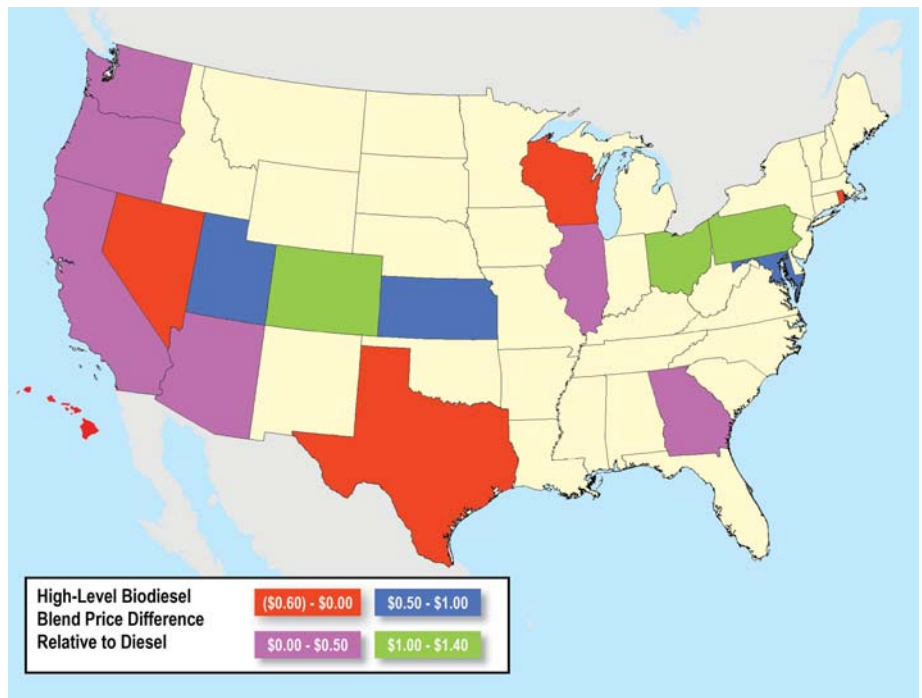 High-Level Biodiesel
Blend Price Difference
Relative to Diesel
($0.60) - $0.00
$0.50 - $1.00
$0.00 - $0.50
$1.00 - $1.40